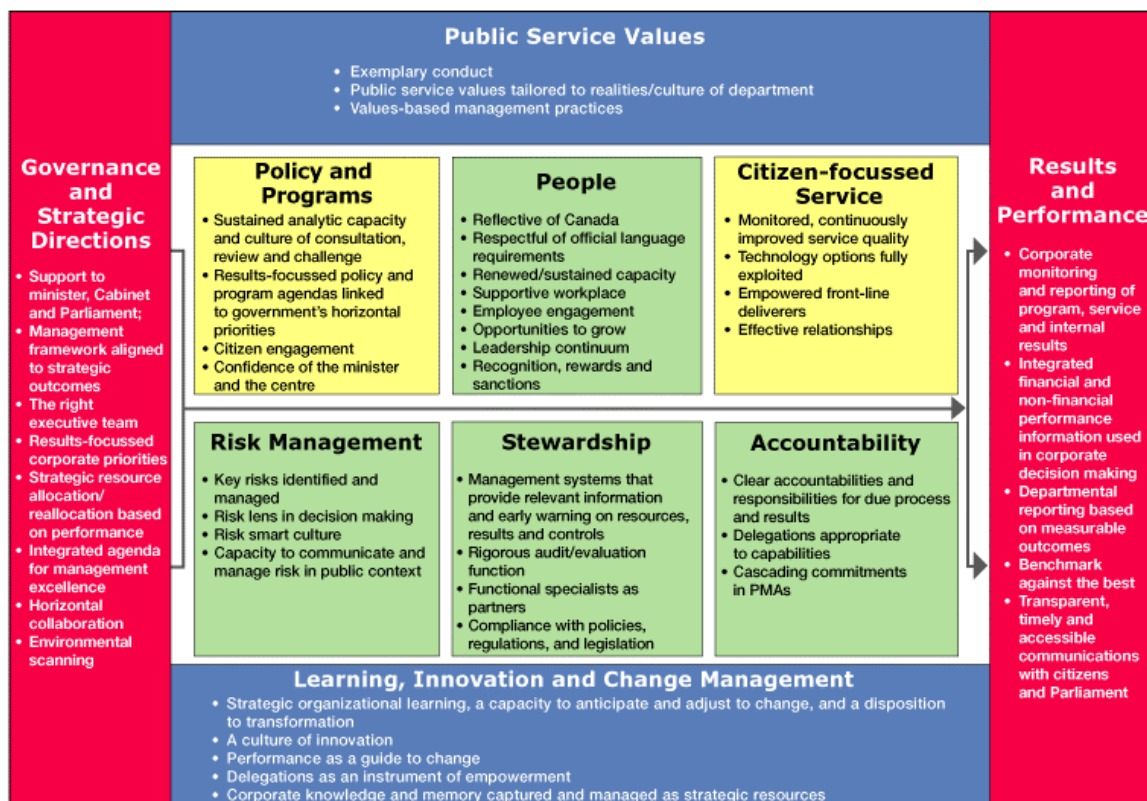 Public Service Values
• Exemplary conduct
• Public service values tailored to realities/culture of department
• Values-based management practices
Governance
and
Strategic
Directions
• Support to
minister, Cabinet
and Parliament;
• Management
framework aligned
to strategic
outcomes
• The right
executive team
• Results-focussed
corporate priorities
• Strategic resource
allocation/
reallocation based
on performance
• Integrated agenda
for management
excellence
• Horizontal
collaboration
• Environmental
scanning
Policy and
Programs
• Sustained analytic capacity
and culture of consultation,
review and challenge
• Results-focussed policy and
program agendas linked
to government's horizontal
priorities
• Citizen engagement
• Confidence of the minister
and the centre
People
• Reflective of Canada
• Respectful of official language
requirements
• Renewed/sustained capacity
• Supportive workplace
• Employee engagement
• Opportunities to grow
• Leadership continuum
• Recognition, rewards and
sanctions
Citizen-focussed
Service
• Monitored, continuously
improved service quality
• Technology options fully
exploited
• Empowered front-line
deliverers
• Effective relationships
Risk Management
• Key risks identified and
managed
• Risk lens in decision making
• Risk smart culture
• Capacity to communicate and
manage risk in public context
Stewardship
• Management systems that
provide relevant information
and early warning on resources,
results and controls
• Rigorous audit/evaluation
function
• Functional specialists as
partners
• Compliance with policies,
regulations, and legislation
Accountability
• Clear accountabilities and
responsibilities for due process
and results
• Delegations appropriate
to capabilities
• Cascading commitments
in PMAs
Results
and
Performance
• Corporate
monitoring
and reporting of
program, service
and internal
results
• Integrated
financial and
non-financial
performance
information used
in corporate
decision making
• Departmental
reporting based
on measurable
outcomes
• Benchmark
against the best
• Transparent,
timely and
accessible
communications
with citizens
and Parliament
Learning, Innovation and Change Management
• Strategic organizational learning, a capacity to anticipate and adjust to change, and a disposition
to transformation
• A culture of innovation
• Performance as a guide to change
• Delegations as an instrument of empowerment
• Corporate knowledge and memory captured and managed as strategic resources